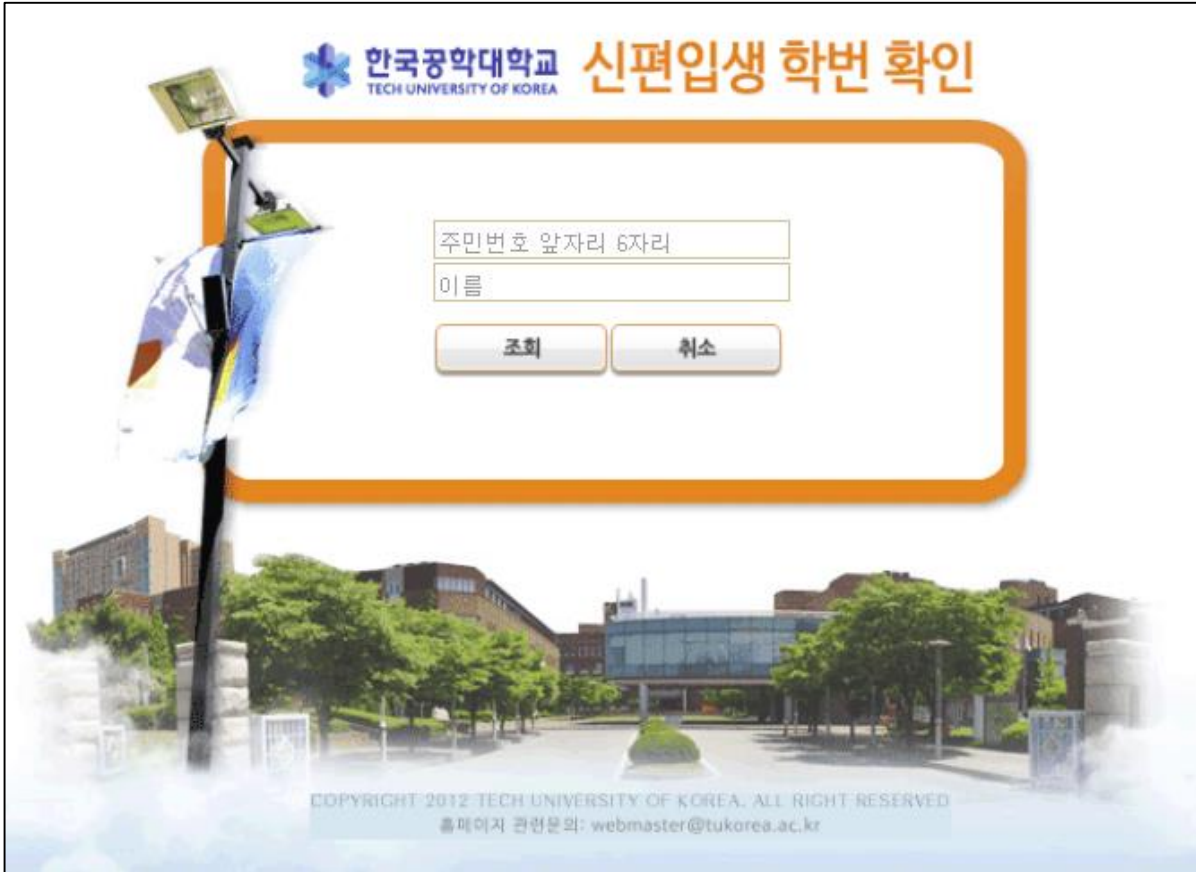 한국공학대학교 신편입생 학번 확인
TECH UNIVERSITY OF KOREA
주민번호 앞자리 6자리
이름
조회 취소
COPYRIGHT 2012 TECH UNIVERSITY OF KOREA. ALL RIGHT RESERVED
홈페이지 관련문의: webmaster@tukorea.ac.kr